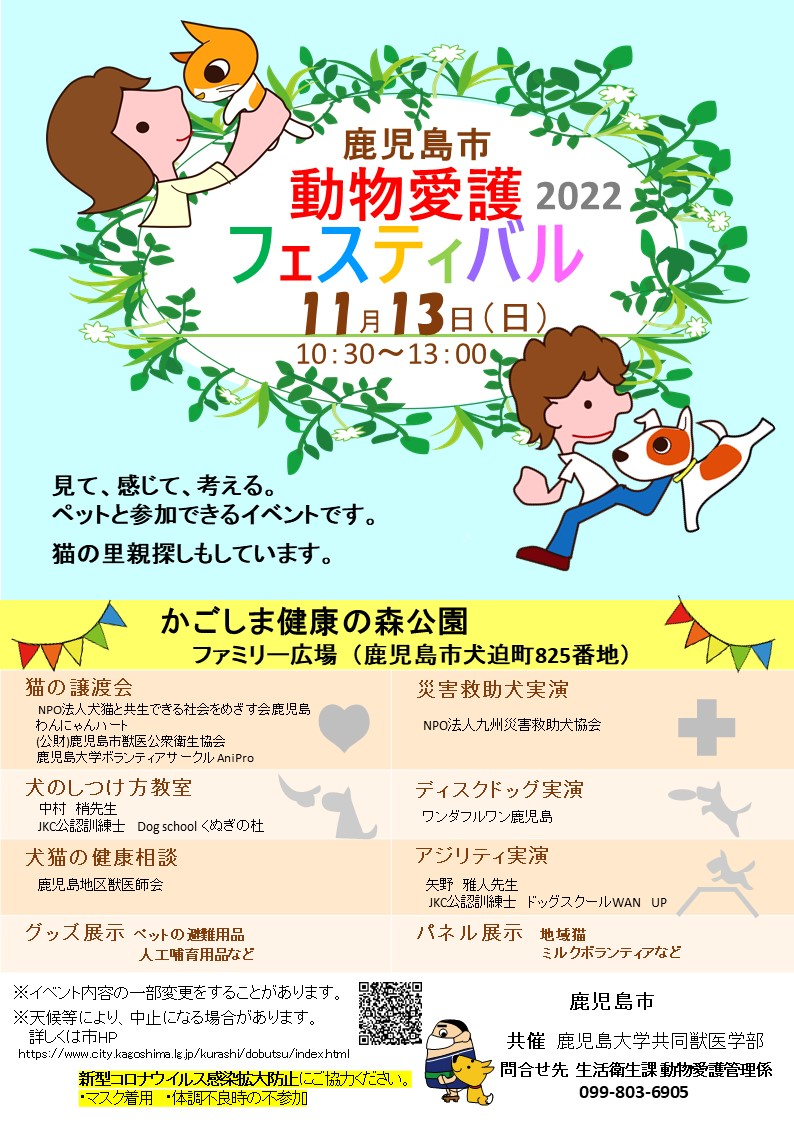 鹿児島市
動物愛護 2022
フェスティバル
11月13日(日)
10:30～13:00
見て、感じて、考える。
ペットと参加できるイベントです。
猫の里親探しもしています。
かごしま健康の森公園
ファミリー広場（鹿児島市犬迫町825番地）
猫の譲渡会
NPO法人犬猫と共生できる社会をめざす会鹿児島
わんにゃんハート
(公財)鹿児島市獣医公衆衛生協会
鹿児島大学ボランティアサークル AniPro
災害救助犬実演
NPO法人九州災害救助犬協会
犬のしつけ方教室
中村　梢先生
JKC公認訓練士　Dog school くぬぎの杜
ディスクドッグ実演
ワンダフルワン鹿児島
犬猫の健康相談
鹿児島地区獣医師会
アジリティ実演
矢野　雅人先生
JKC公認訓練士　ドッグスクールWAN　UP
グッズ展示 ペットの避難用品
人工哺育用品など
パネル展示　地域猫
ミルクボランティアなど
※イベント内容の一部変更をすることがあります。
※天候等により、中止になる場合があります。
詳しくは市HP
https://www.city.kagoshima.lg.jp/kurashi/dobutsu/index.html
新型コロナウイルス感染拡大防止にご協力ください。
・マスク着用　・体調不良時の不参加
鹿児島市
共催　鹿児島大学共同獣医学部
問合せ先 生活衛生課 動物愛護管理係
099-803-6905